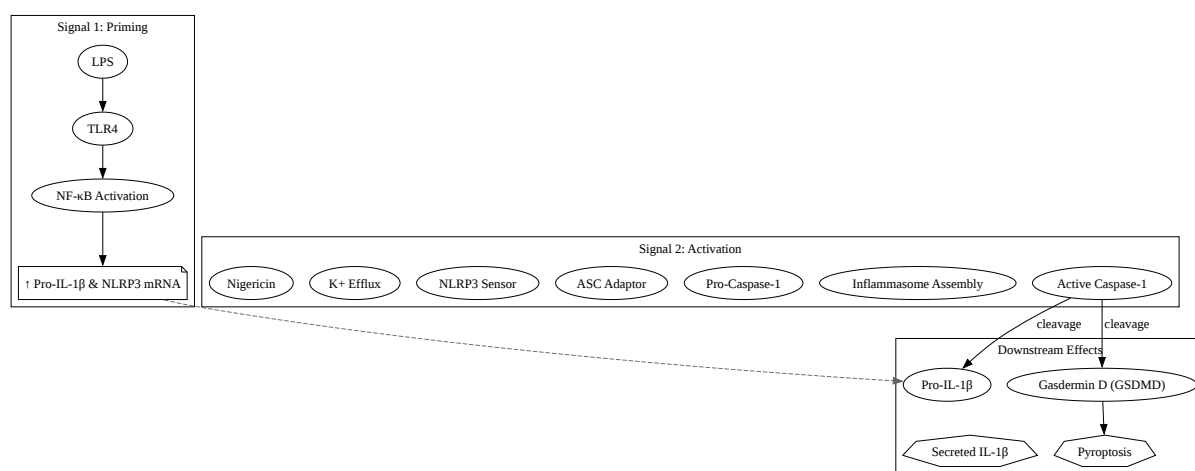 Signal 1: Priming
LPS
TLR4
NF-κB Activation
↑ Pro-IL-1β & NLRP3 mRNA
Signal 2: Activation
Nigericin
K+ Efflux
NLRP3 Sensor
ASC Adaptor
Pro-Caspase-1
Inflammasome Assembly
Active Caspase-1
cleavage
cleavage
Downstream Effects
Pro-IL-1β
Gasdermin D (GSDMD)
Secreted IL-1β
Pyroptosis